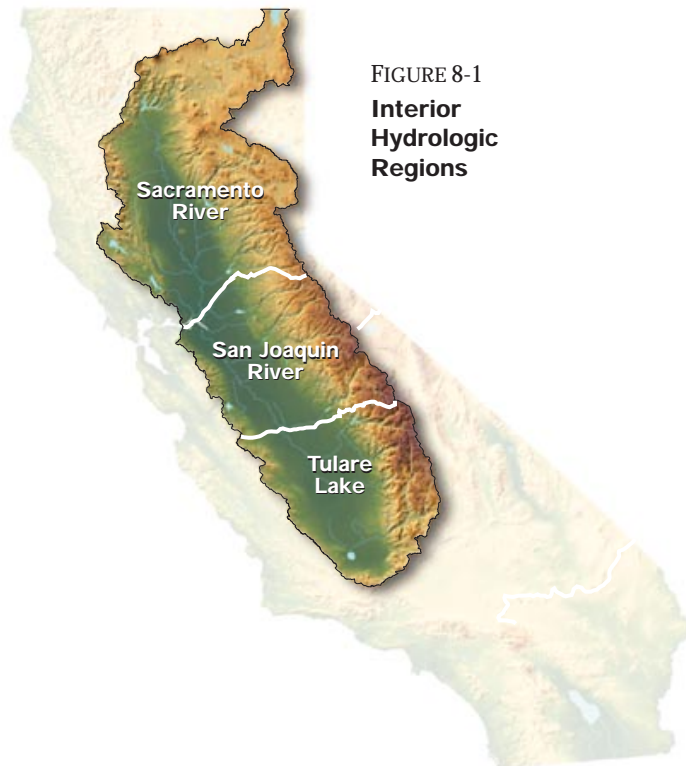 FIGURE 8-1
Interior
Hydrologic
Regions
Sacramento
River
San Joaquin
River
Tulare
Lake